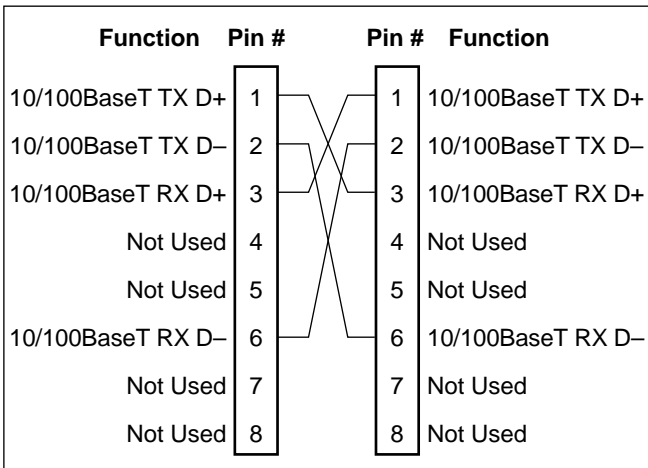 Function Pin # Pin # Function
10/100BaseT TX D+ 1 1 10/100BaseT TX D+
10/100BaseT TX D– 2 2 10/100BaseT TX D–
10/100BaseT RX D+ 3 3 10/100BaseT RX D+
Not Used 4 4 Not Used
Not Used 5 5 Not Used
10/100BaseT RX D– 6 6 10/100BaseT RX D–
Not Used 7 7 Not Used
Not Used 8 8 Not Used